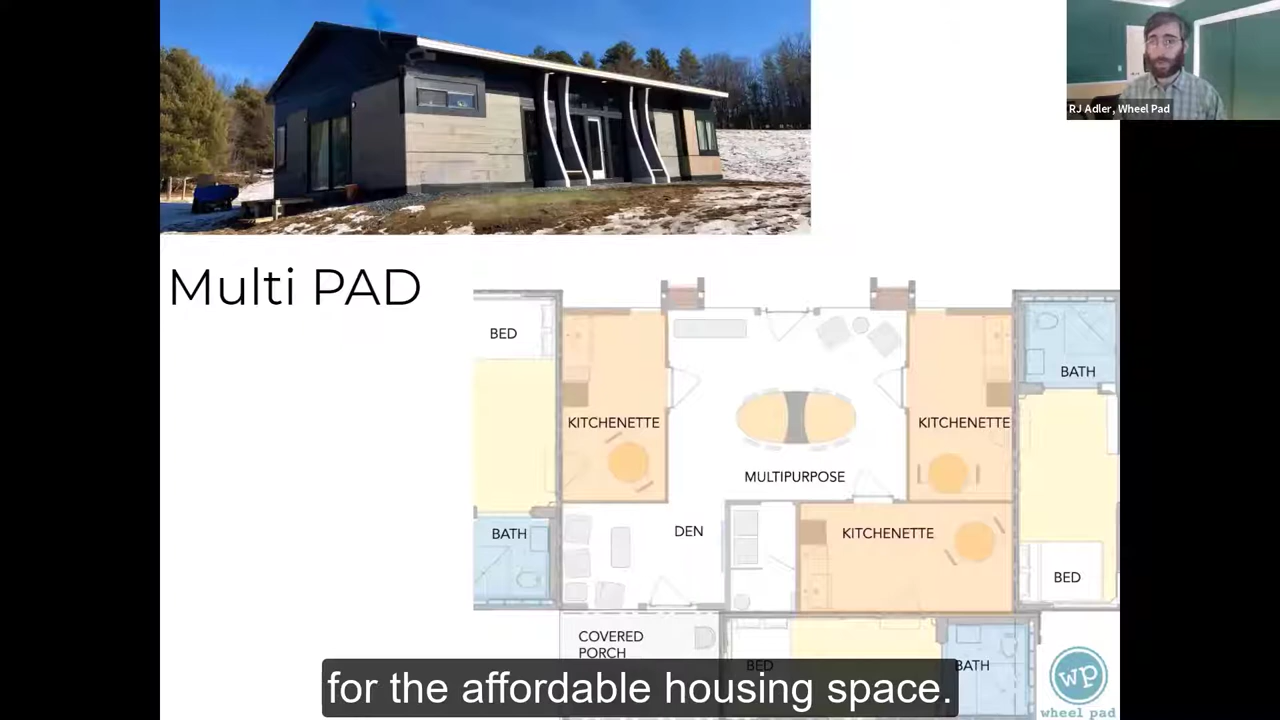 RJ Adler, Wheel Pad
Multi PAD
BED
BATH
KITCHENETTE
KITCHENETTE
MULTIPURPOSE
BATH
DEN
KITCHENETTE
BED
COVERED
PORCH
BED
BATH
wp
wheel pad
for the affordable housing space.